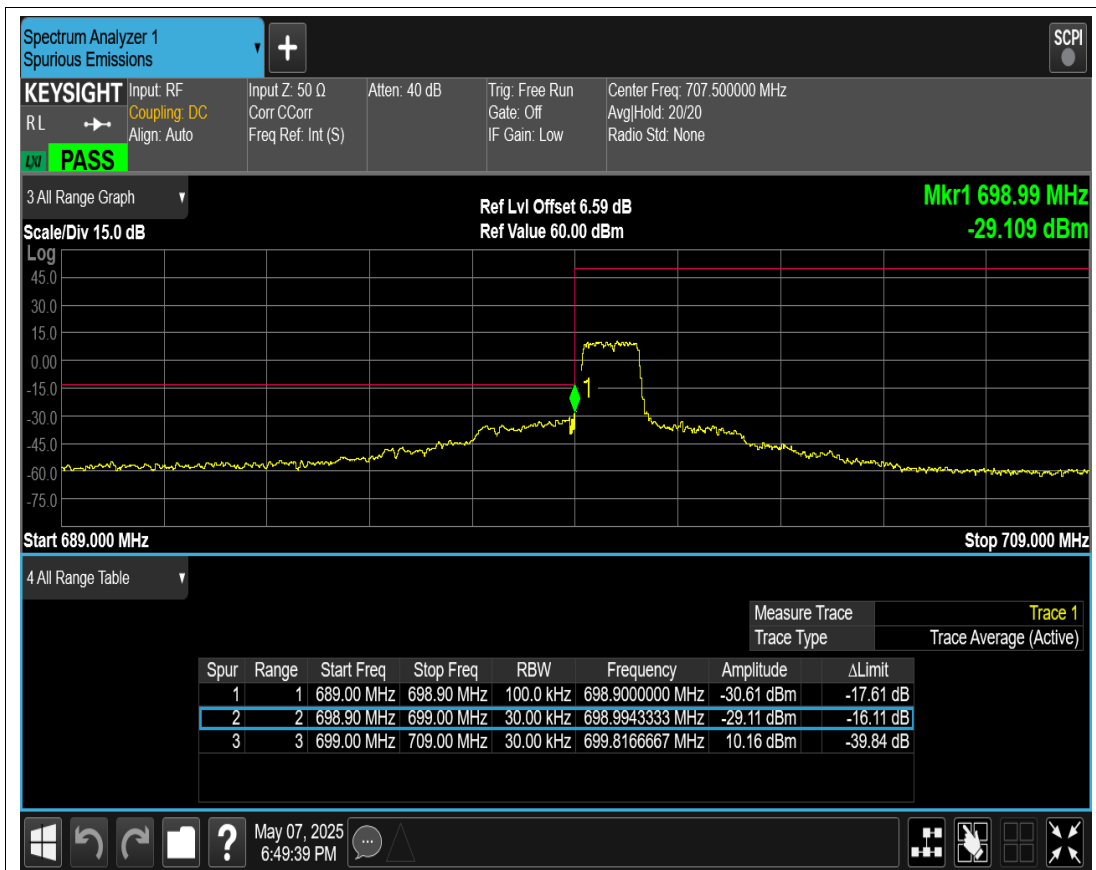 Spectrum Analyzer 1
Spurious Emissions
SCPI
KEYSIGHT
RL
LXI
PASS
Input: RF
Coupling: DC
Align: Auto
Input Z: 50 Ω
Corr CCorr
Freq Ref: Int (S)
Atten: 40 dB
Trig: Free Run
Gate: Off
IF Gain: Low
Center Freq: 707.500000 MHz
Avg|Hold: 20/20
Radio Std: None
3 All Range Graph
Scale/Div 15.0 dB
Ref Lvl Offset 6.59 dB
Ref Value 60.00 dBm
Mkr1 698.99 MHz
-29.109 dBm
Log
45.0
30.0
15.0
0.00
-15.0
-30.0
-45.0
-60.0
-75.0
1
Start 689.000 MHz
Stop 709.000 MHz
4 All Range Table
Measure Trace Trace 1
Trace Type Trace Average (Active)
Spur Range Start Freq Stop Freq RBW Frequency Amplitude ΔLimit
1 1 689.00 MHz 698.90 MHz 100.0 kHz 698.9000000 MHz -30.61 dBm -17.61 dB
2 2 698.90 MHz 699.00 MHz 30.00 kHz 698.9943333 MHz -29.11 dBm -16.11 dB
3 3 699.00 MHz 709.00 MHz 30.00 kHz 699.8166667 MHz 10.16 dBm -39.84 dB
?
May 07, 2025
6:49:39 PM